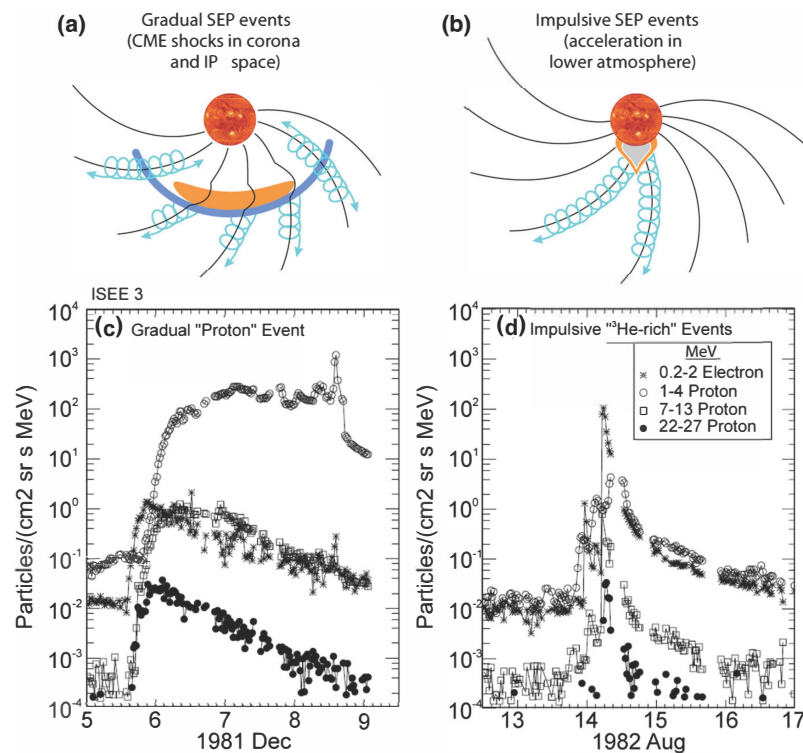 (a)
Gradual SEP events
(CME shocks in corona
and IP space)
(b)
Impulsive SEP events
(acceleration in
lower atmosphere)
ISEE 3
(c) Gradual "Proton" Event
Particles/(cm2 sr s MeV)
10^4
10^3
10^2
10^1
10^0
10^-1
10^-2
10^-3
10^-4
5 6 7 8 9
1981 Dec
(d) Impulsive "³He-rich" Events
MeV
0.2-2 Electron
1-4 Proton
7-13 Proton
22-27 Proton
Particles/(cm2 sr s MeV)
10^4
10^3
10^2
10^1
10^0
10^-1
10^-2
10^-3
10^-4
13 14 15 16 17
1982 Aug